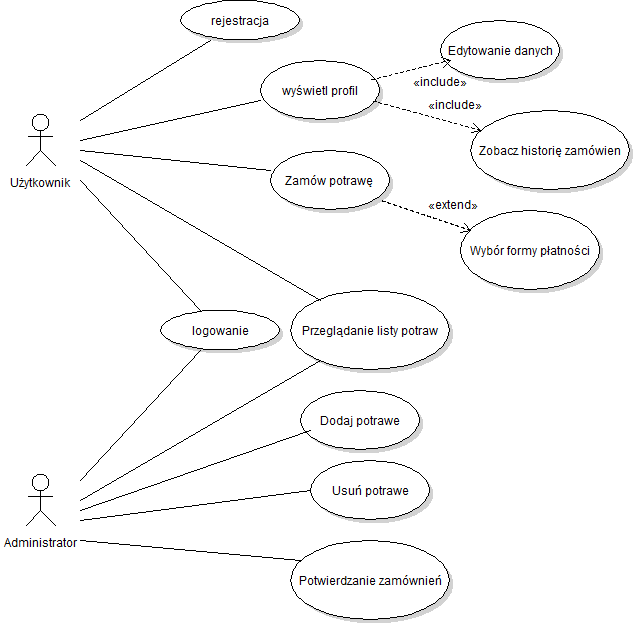 rejestracja
Edytowanie danych
wyświetl profil
«include»
«include»
Zobacz historię zamówien
Użytkownik
Zamów potrawę
«extend»
Wybór formy płatności
logowanie
Przeglądanie listy potraw
Dodaj potrawe
Usuń potrawe
Administrator
Potwierdzanie zamównień